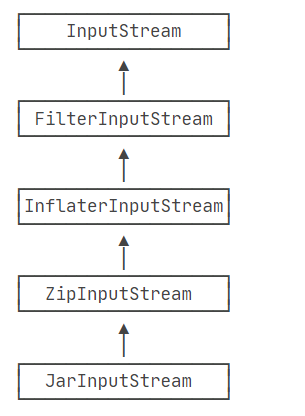 InputStream
FilterInputStream
InflaterInputStream
ZipInputStream
JarInputStream